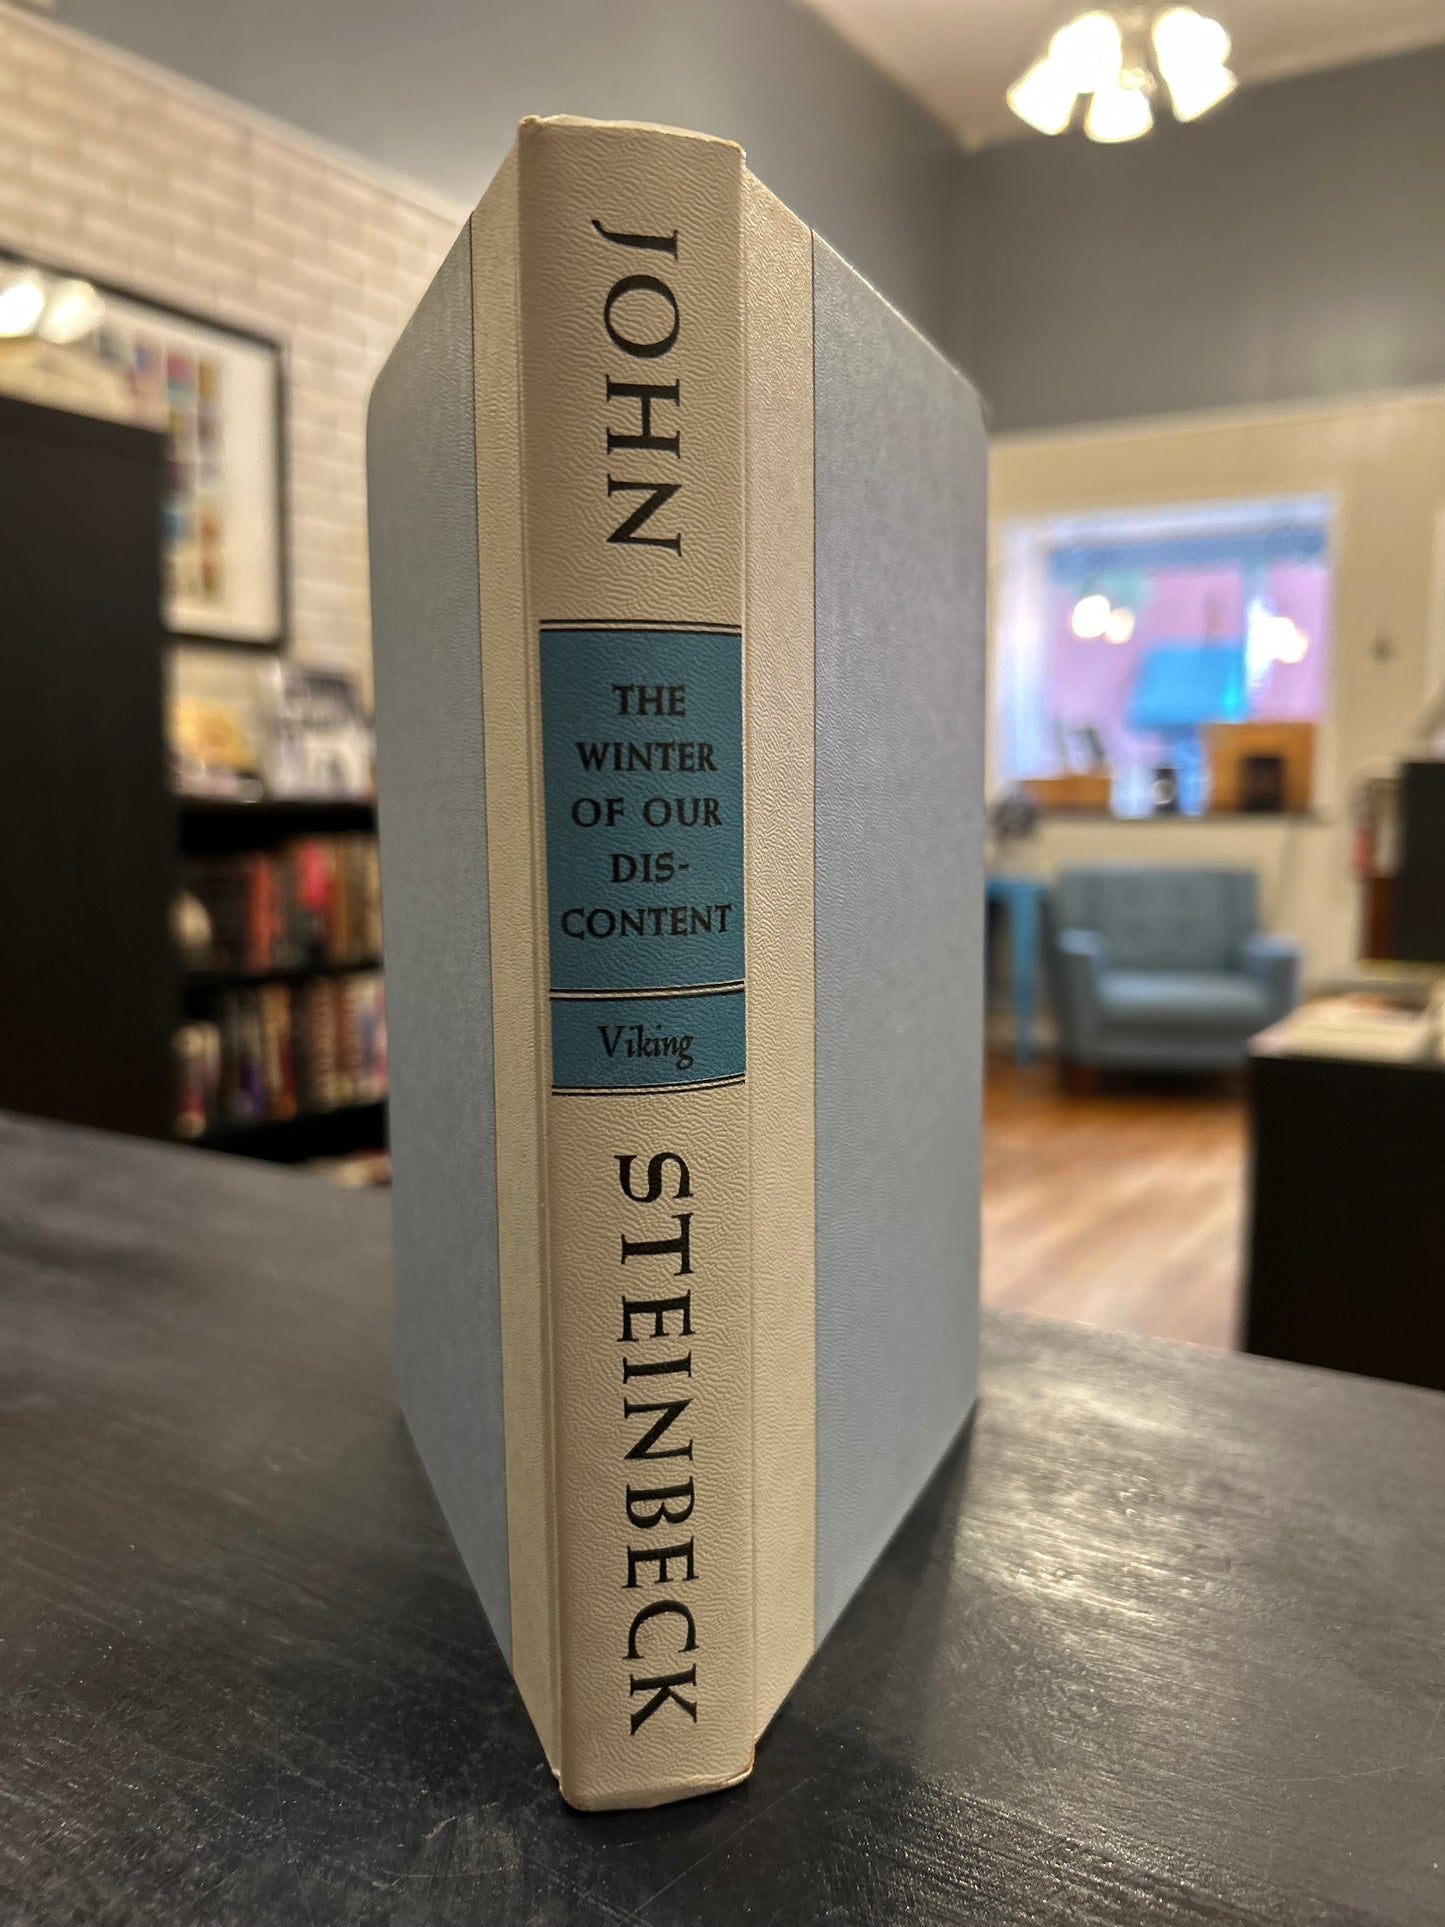 JOHN
THE
WINTER
OF OUR
DIS-
CONTENT
Viking
STEINBECK